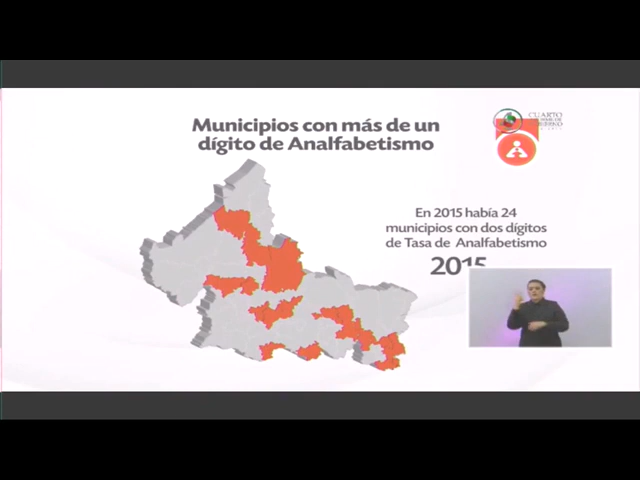 Municipios con más de un
dígito de Analfabetismo
CUARTO
En 2015 había 24
municipios con dos dígitos
de Tasa de Analfabetismo
2015